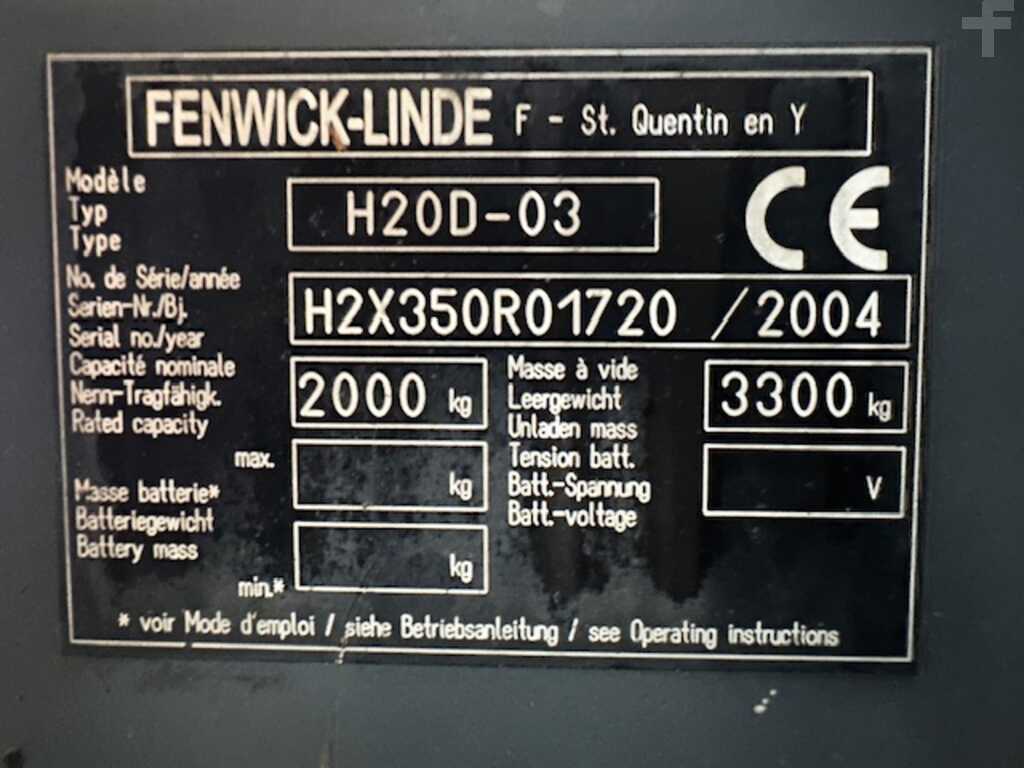 FENWICK-LINDE F - St. Quentin en Y
Modèle
Typ
Type
H20D-03
CE
No. de Série/année
Serien-Nr./Bj.
Serial no./year
H2X350R01720 / 2004
Capacité nominale
Nenn-Tragfähigk.
Rated capacity
2000 kg
Masse à vide
Leergewicht
Unladen mass
3300 kg
max.
kg
Masse batterie*
Batteriegewicht
Battery mass
min.*
kg
Tension batt.
Batt.-Spannung
Batt.-voltage
V
* voir Mode d'emploi / siehe Betriebsanleitung / see Operating instructions
f